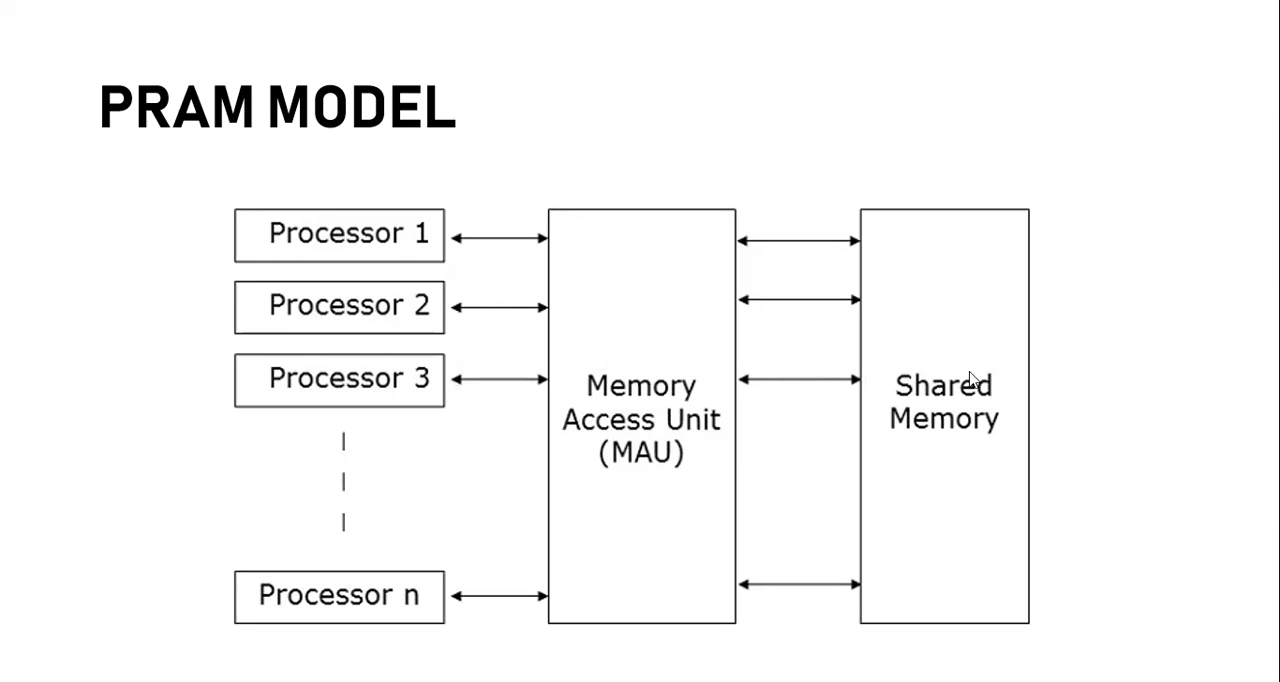 PRAM MODEL
Processor 1
Processor 2
Processor 3
Processor n
Memory
Access Unit
(MAU)
Shared
Memory